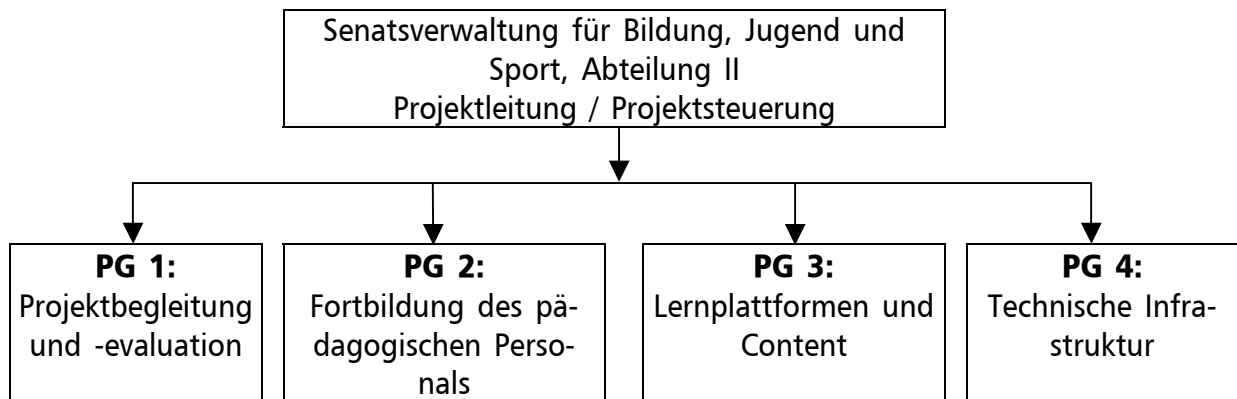 Senatsverwaltung für Bildung, Jugend und
Sport, Abteilung II
Projektleitung / Projektsteuerung
PG 1:
Projektbegleitung
und -evaluation
PG 2:
Fortbildung des pä-
dagogischen Perso-
nals
PG 3:
Lernplattformen und
Content
PG 4:
Technische Infra-
struktur